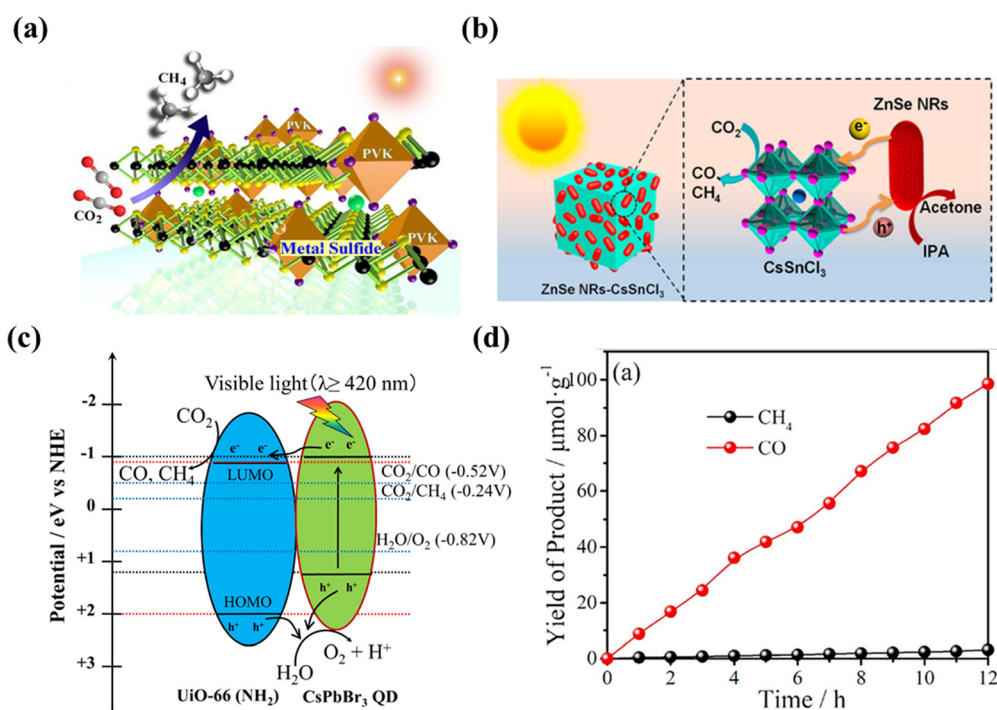 (a)
CH4
PVK
PVK
CO2
Metal Sulfide
PVK
(b)
ZnSe NRs
e-
CO2
CO,
CH4
Acetone
h+
IPA
CsSnCl3
ZnSe NRs-CsSnCl3
(c)
Visible light(λ≥ 420 nm)
Potential / eV vs NHE
-2
-1
0
+1
+2
+3
CO2
e- e-
e- e-
CO, CH4
LUMO
CO2/CO (-0.52V)
CO2/CH4 (-0.24V)
H2O/O2 (-0.82V)
h+ h+
HOMO
h+ h+
H2O
O2 + H+
UiO-66 (NH2)
CsPbBr3 QD
(d)
(a)
Yield of Product / μmol·g-1
100
80
60
40
20
0
CH4
CO
0 2 4 6 8 10 12
Time / h